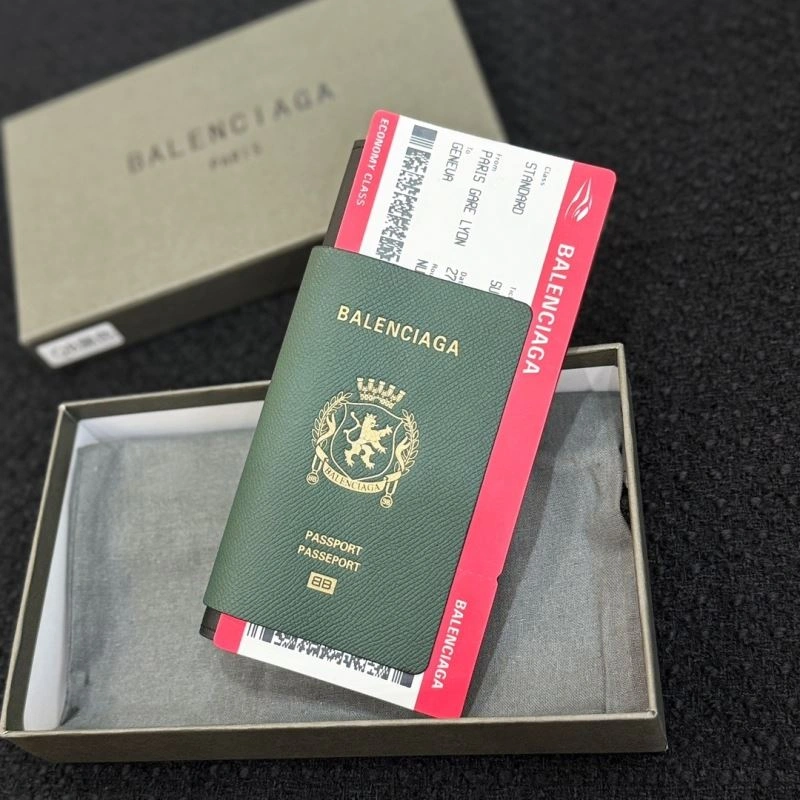 BALENCIAGA
PARIS
ECONOMY CLASS
Class
STANDARD
From
PARIS GARE LYON
To
GENEVA
BALENCIAGA
BALENCIAGA
BALENCIAGA
PASSPORT
PASSEPORT
BB
BALENCIAGA